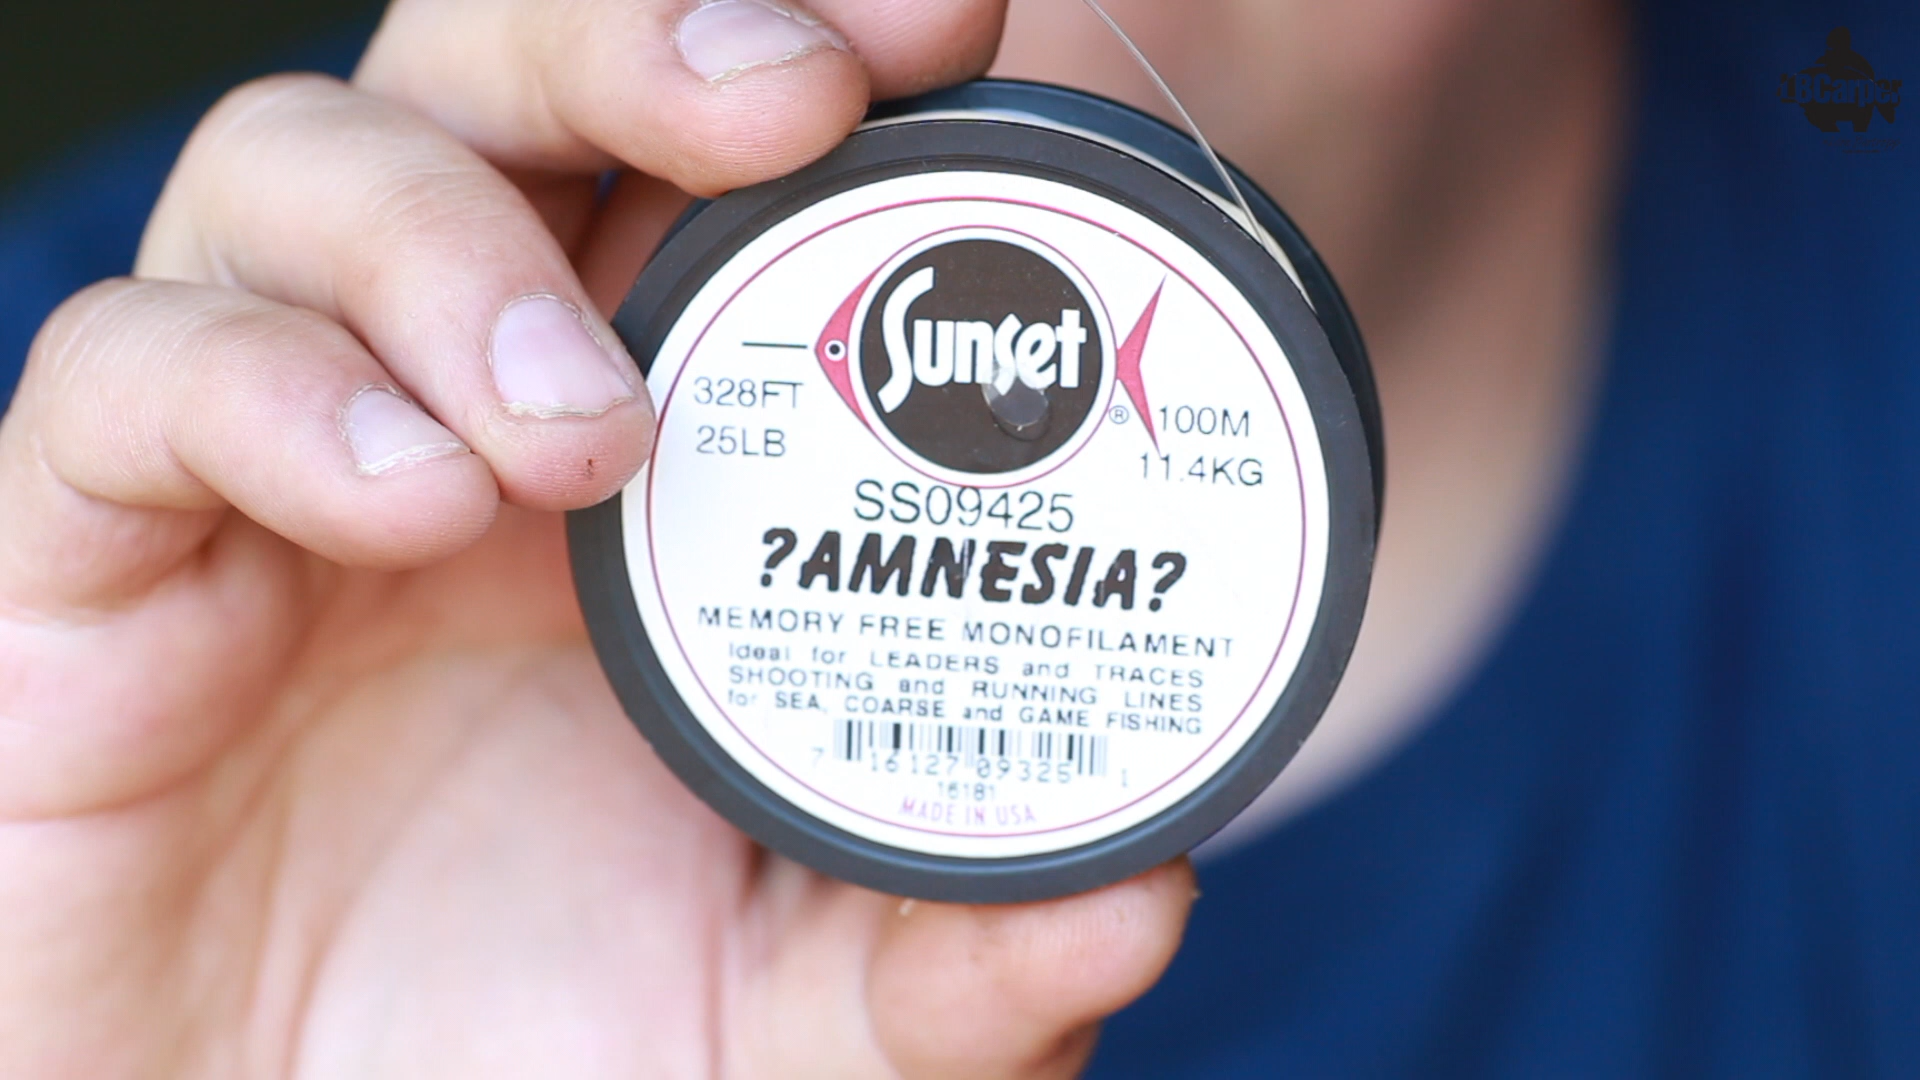 Sunset
®
328FT
25LB
100M
11.4KG
SS09425
?AMNESIA?
MEMORY FREE MONOFILAMENT
Ideal for LEADERS and TRACES
SHOOTING and RUNNING LINES
for SEA, COARSE and GAME FISHING
7 16127 09325 1
16181
MADE IN USA